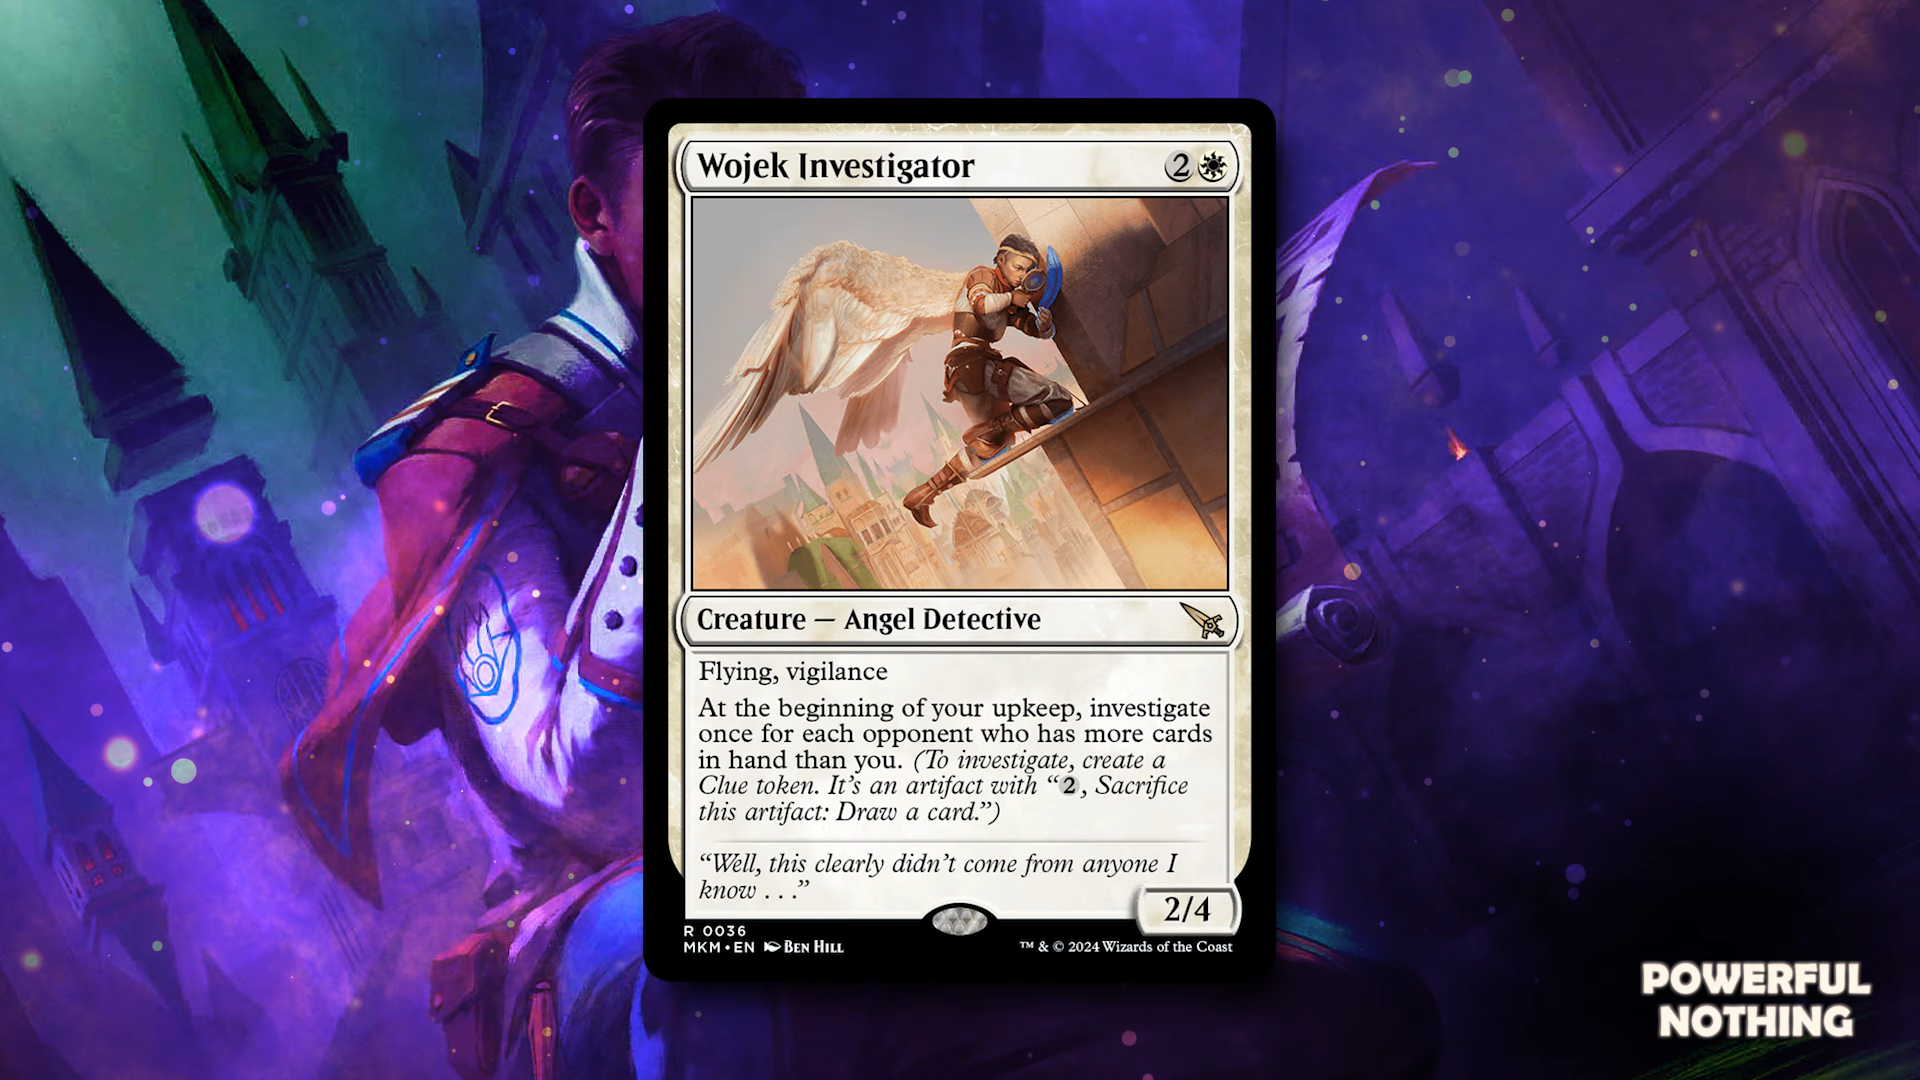 Wojek Investigator 2
Creature — Angel Detective
Flying, vigilance
At the beginning of your upkeep, investigate
once for each opponent who has more cards
in hand than you. (To investigate, create a
Clue token. It's an artifact with “2, Sacrifice
this artifact: Draw a card.”)
“Well, this clearly didn't come from anyone I
know . . .”
2/4
R 0036
MKM • EN BEN HILL
™ & © 2024 Wizards of the Coast
POWERFUL
NOTHING